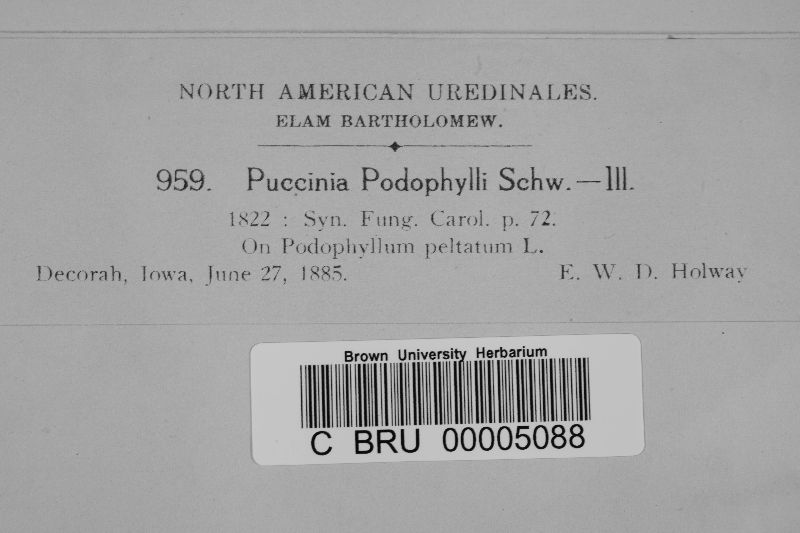 NORTH AMERICAN UREDINALES.
ELAM BARTHOLOMEW.
959. Puccinia Podophylli Schw.—III.
1822 : Syn. Fung. Carol. p. 72.
On Podophyllum peltatum L.
Decorah, Iowa, June 27, 1885. E. W. D. Holway
Brown University Herbarium
C BRU 00005088